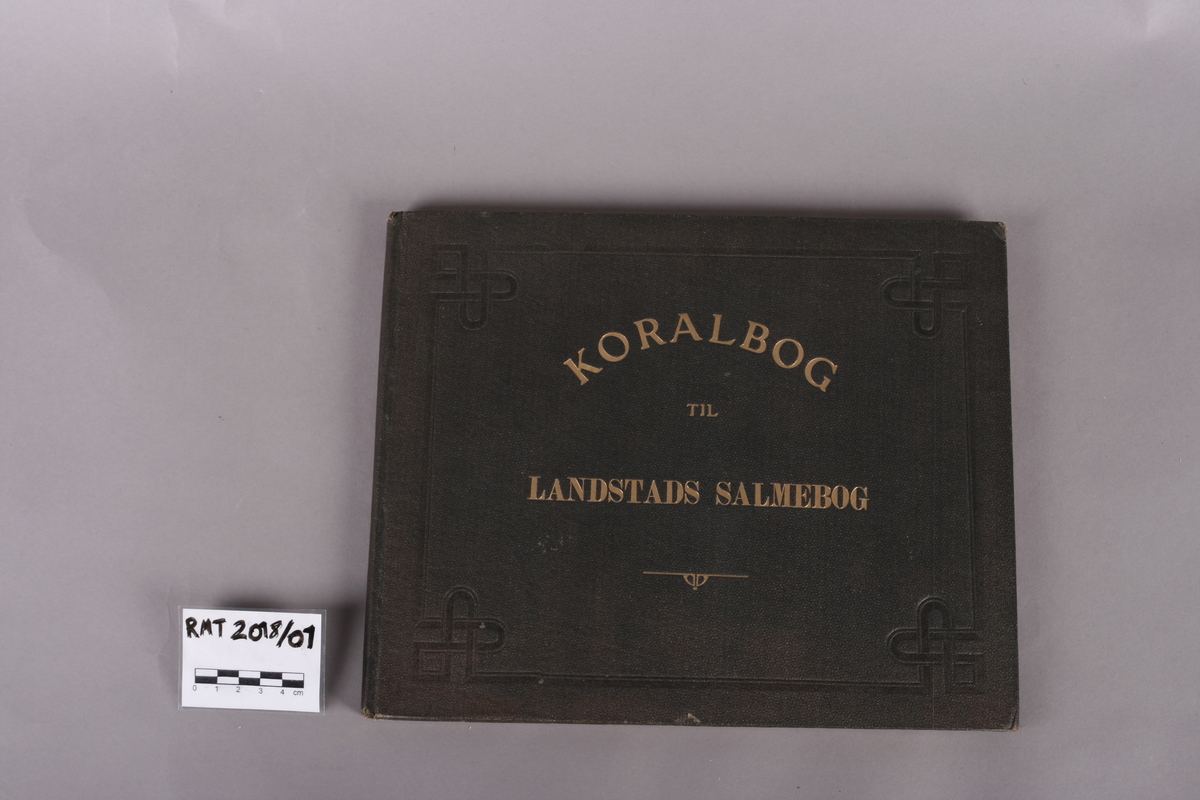 KORALBOG
TIL
LANDSTADS SALMEBOG
RMT 2018/07
0 1 2 3 4 cm